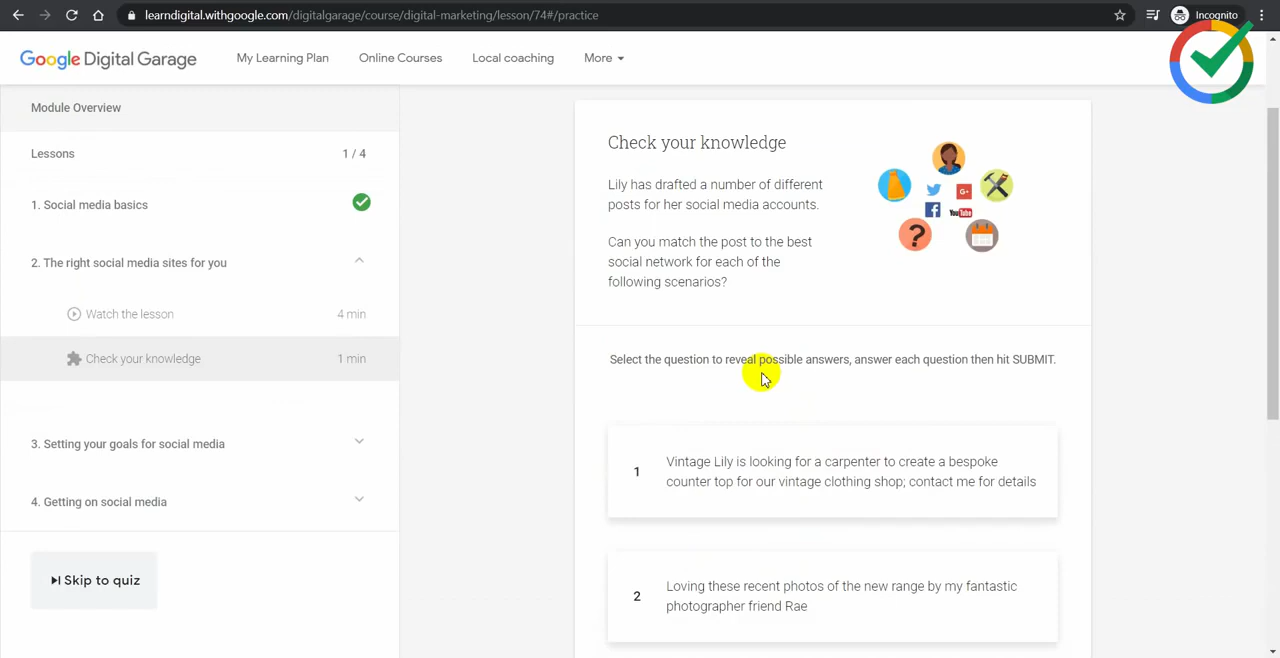 learndigital.withgoogle.com/digitalgarage/course/digital-marketing/lesson/74#/practice
Incognito
Google Digital Garage
My Learning Plan
Online Courses
Local coaching
More
Module Overview
Lessons
1 / 4
1. Social media basics
2. The right social media sites for you
Watch the lesson
4 min
Check your knowledge
1 min
3. Setting your goals for social media
4. Getting on social media
Skip to quiz
Check your knowledge
Lily has drafted a number of different
posts for her social media accounts.
Can you match the post to the best
social network for each of the
following scenarios?
G+
f
YouTube
?
Select the question to reveal possible answers, answer each question then hit SUBMIT.
1
Vintage Lily is looking for a carpenter to create a bespoke
counter top for our vintage clothing shop; contact me for details
2
Loving these recent photos of the new range by my fantastic
photographer friend Rae